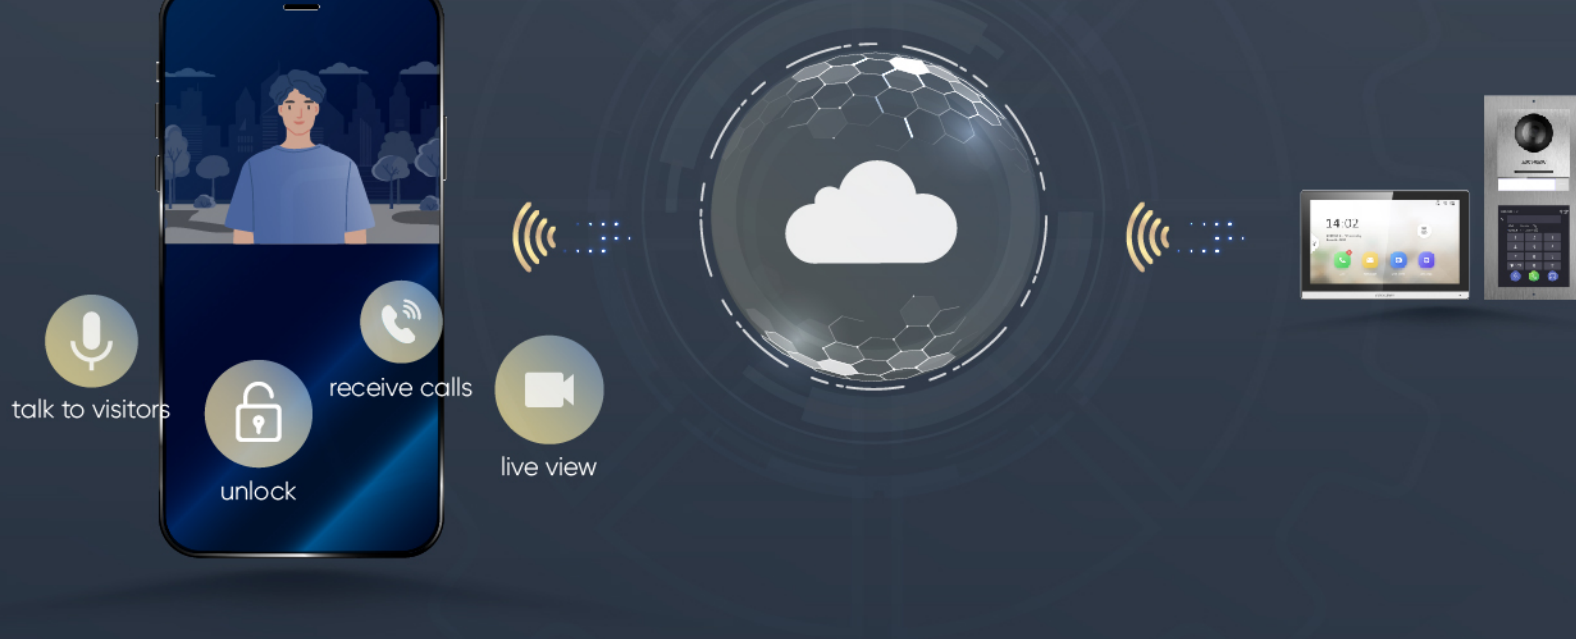 14:02
talk to visitors
receive calls
unlock
live view